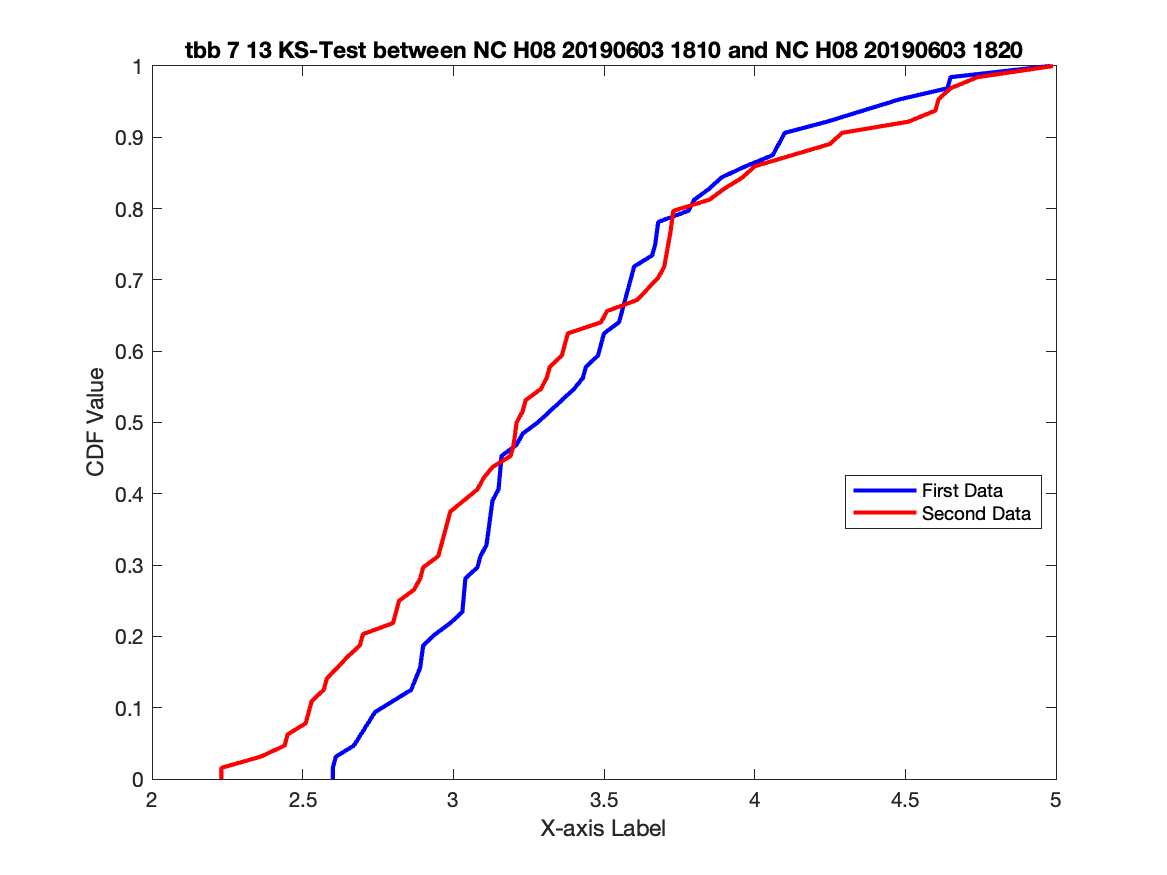 tbb 7 13 KS-Test between NC H08 20190603 1810 and NC H08 20190603 1820
1
0.9
0.8
0.7
0.6
0.5
0.4
0.3
0.2
0.1
0
CDF Value
First Data
Second Data
2 2.5 3 3.5 4 4.5 5
X-axis Label